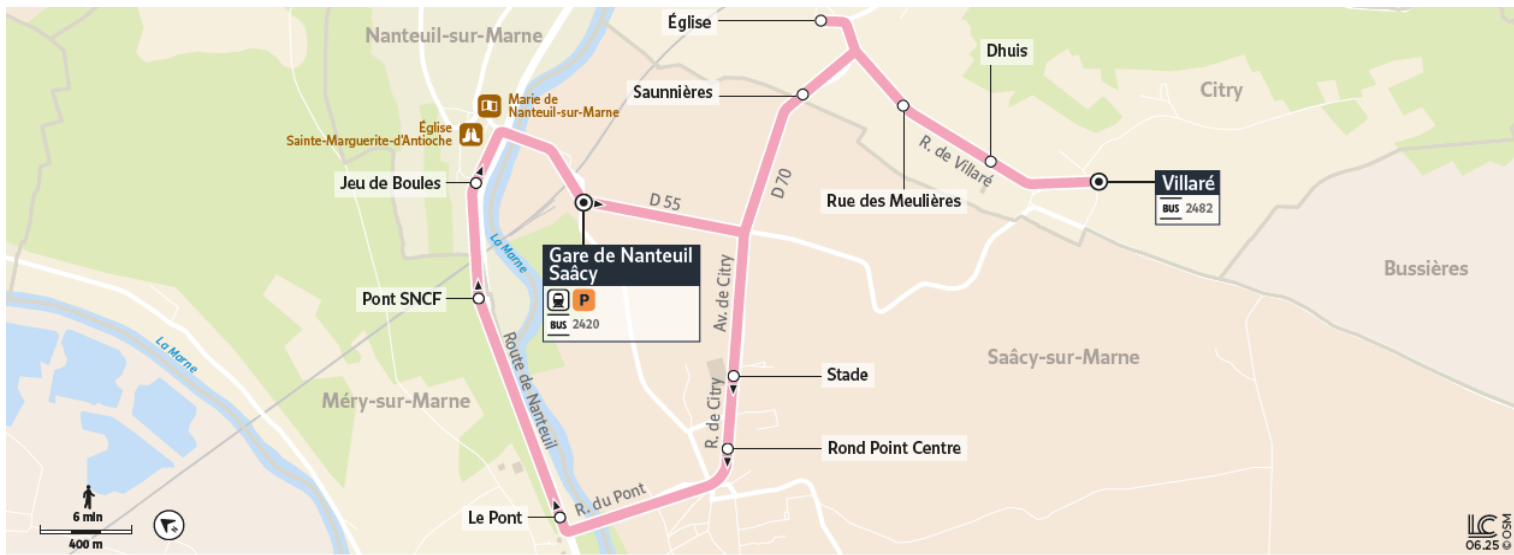 Église
Nanteuil-sur-Marne
Dhuis
Saunnières
Citry
Marie de
Nanteuil-sur-Marne
Église
Sainte-Marguerite-d'Antioche
R. de Villaré
Jeu de Boules
D 70
Villaré
BUS 2482
D 55
Rue des Meulières
La Marne
Gare de Nanteuil
Saâcy
P
BUS 2420
Bussières
Pont SNCF
Av. de Citry
La Marne
Route de Nanteuil
Saâcy-sur-Marne
Stade
Méry-sur-Marne
R. de Citry
Rond Point Centre
R. du Pont
Le Pont
6 min
400 m
LC
06.25 © OSM